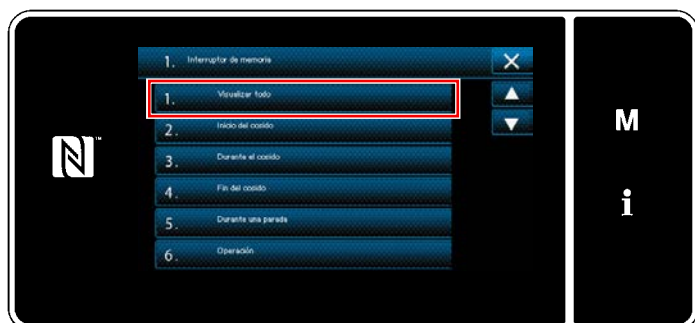 1. Interruptor de memoria
1. Visualizar todo
2. Inicio del cosido
3. Durante el cosido
4. Fin del cosido
5. Durante una parada
6. Operación
M
i
N